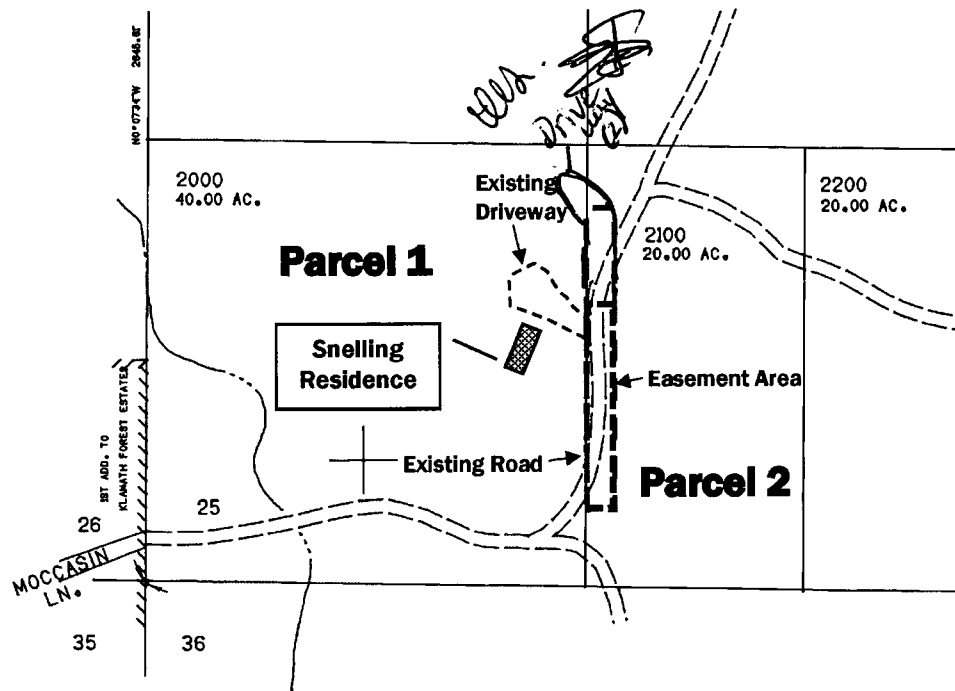 N0°07'34"W 2645.61'
Drive
way
(2)
2000
40.00 AC.
Existing
Driveway
2200
20.00 AC.
2100
20.00 AC.
Parcel 1
Snelling
Residence
Easement Area
1ST ADD. TO
KLAMATH FOREST ESTATES
Existing Road
Parcel 2
26
25
MOCCASIN
LN.
35
36